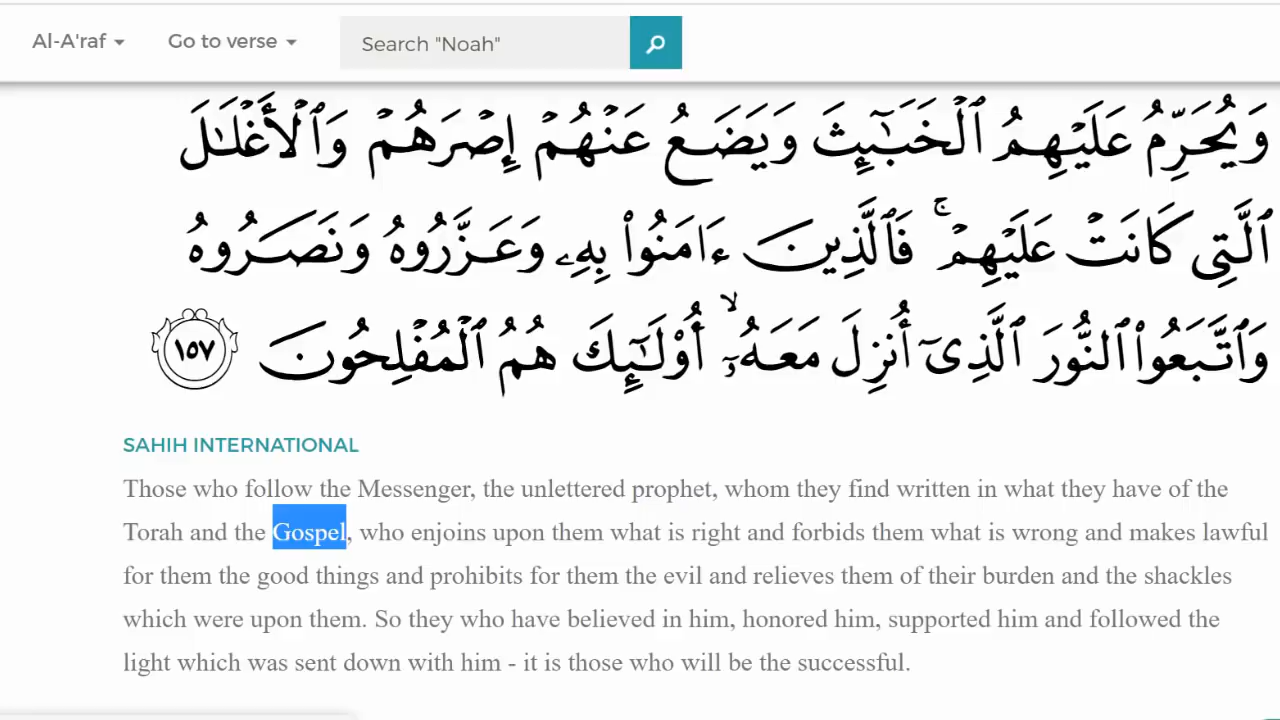 Al-A'raf Go to verse Search "Noah"
وَيُحَرِّمُ عَلَيْهِمُ ٱلْخَبَٰٓئِثَ وَيَضَعُ عَنْهُمْ إِصْرَهُمْ وَٱلْأَغْلَٰلَ
ٱلَّتِى كَانَتْ عَلَيْهِمْ ۚ فَٱلَّذِينَ ءَامَنُوا۟ بِهِۦ وَعَزَّرُوهُ وَنَصَرُوهُ
وَٱتَّبَعُوا۟ ٱلنُّورَ ٱلَّذِىٓ أُنزِلَ مَعَهُۥٓ ۙ أُو۟لَٰٓئِكَ هُمُ ٱلْمُفْلِحُونَ ١٥٧
SAHIH INTERNATIONAL
Those who follow the Messenger, the unlettered prophet, whom they find written in what they have of the
Torah and the Gospel, who enjoins upon them what is right and forbids them what is wrong and makes lawful
for them the good things and prohibits for them the evil and relieves them of their burden and the shackles
which were upon them. So they who have believed in him, honored him, supported him and followed the
light which was sent down with him - it is those who will be the successful.